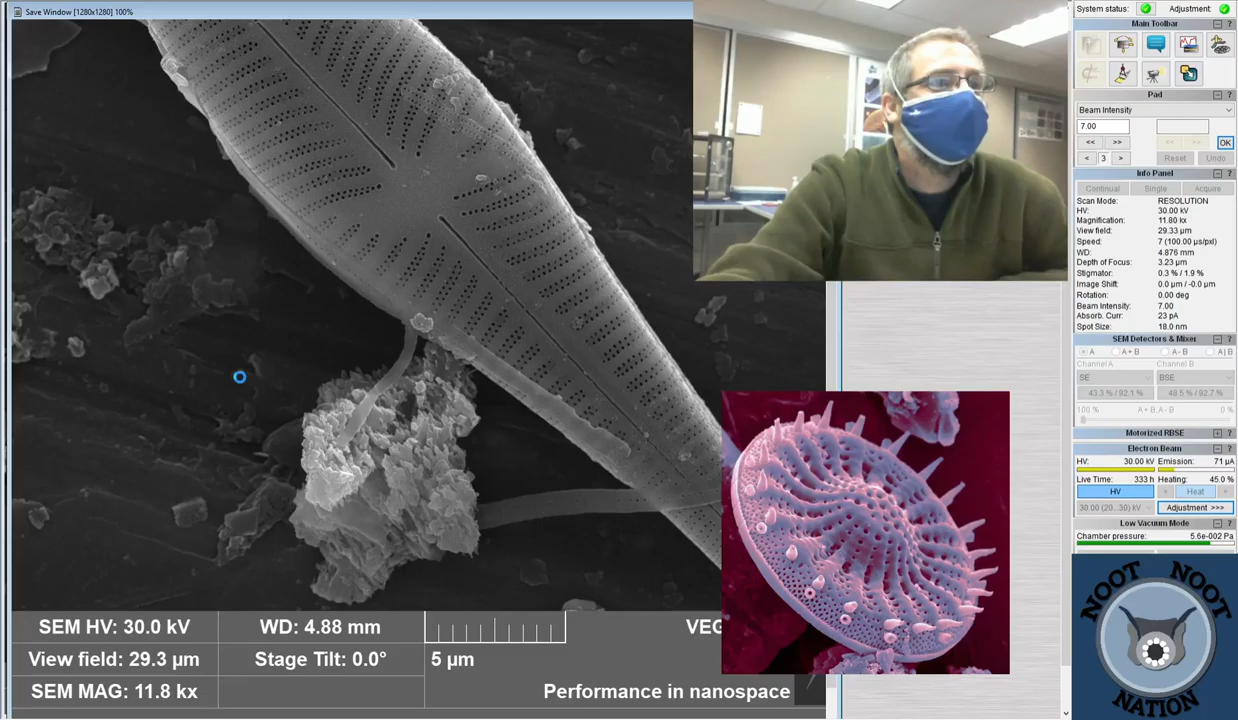 Save Window [1280x1280] 100%
System status:
Adjustment:
Main Toolbar
Pad
Beam Intensity
7.00
<< >> << >> OK
< 3 > Reset Undo
Info Panel
Continual Single Acquire
Scan Mode: RESOLUTION
HV: 30.00 kV
Magnification: 11.80 kx
View field: 29.33 µm
Speed: 7 (100.00 µs/pxl)
WD: 4.876 mm
Depth of Focus: 3.23 µm
Stigmator: 0.3 % / 1.9 %
Image Shift: 0.0 µm / -0.0 µm
Rotation: 0.00 deg
Beam Intensity: 7.00
Absorb. Curr: 23 pA
Spot Size: 18.0 nm
SEM Detectors & Mixer
A A + B A - B A | B
Channel A Channel B
SE BSE
43.3 % / 92.1 % 48.5 % / 92.7 %
100 % A + B,A - B 0 %
Motorized RBSE
Electron Beam
HV: 30.00 kV Emission: 71 µA
Live Time: 333 h Heating: 45.0 %
HV < Heat >
30.00 (20...30) kV Adjustment >>>
Low Vacuum Mode
Chamber pressure: 5.6e-002 Pa
SEM HV: 30.0 kV WD: 4.88 mm VEG
View field: 29.3 µm Stage Tilt: 0.0° 5 µm
SEM MAG: 11.8 kx Performance in nanospace
NOOT NOOT
NATION